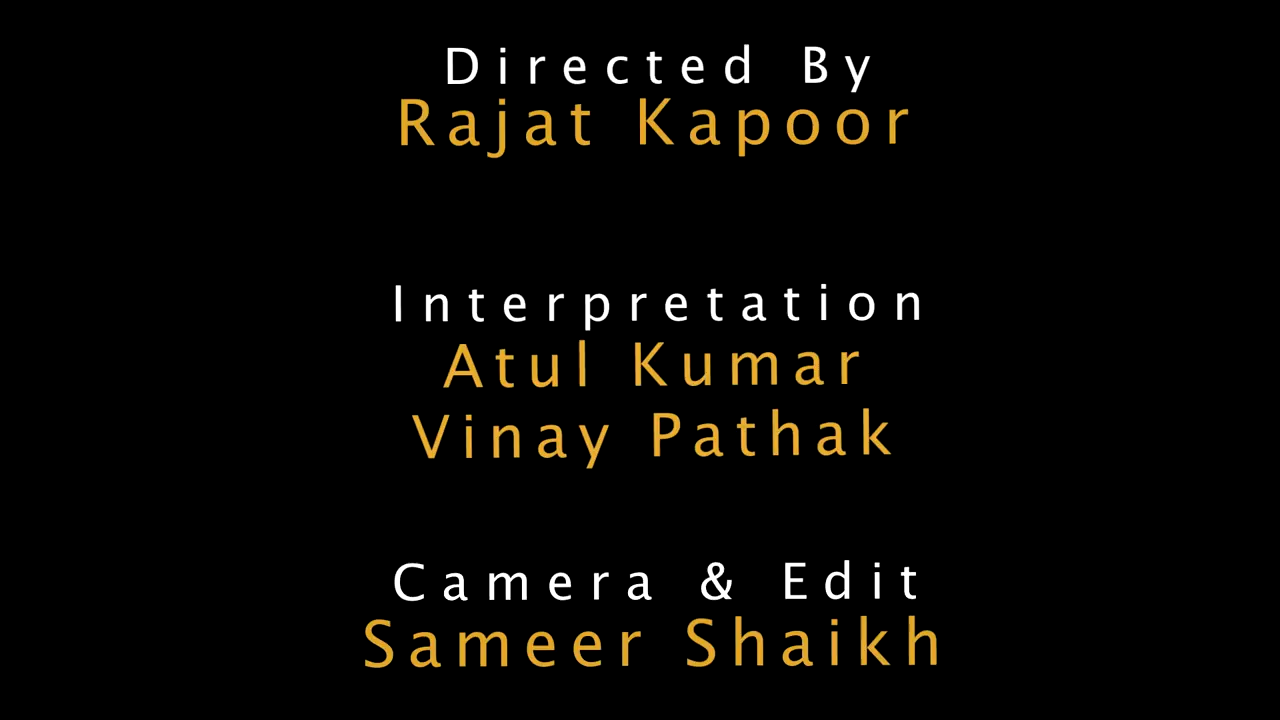 Directed By
Rajat Kapoor
Interpretation
Atul Kumar
Vinay Pathak
Camera & Edit
Sameer Shaikh